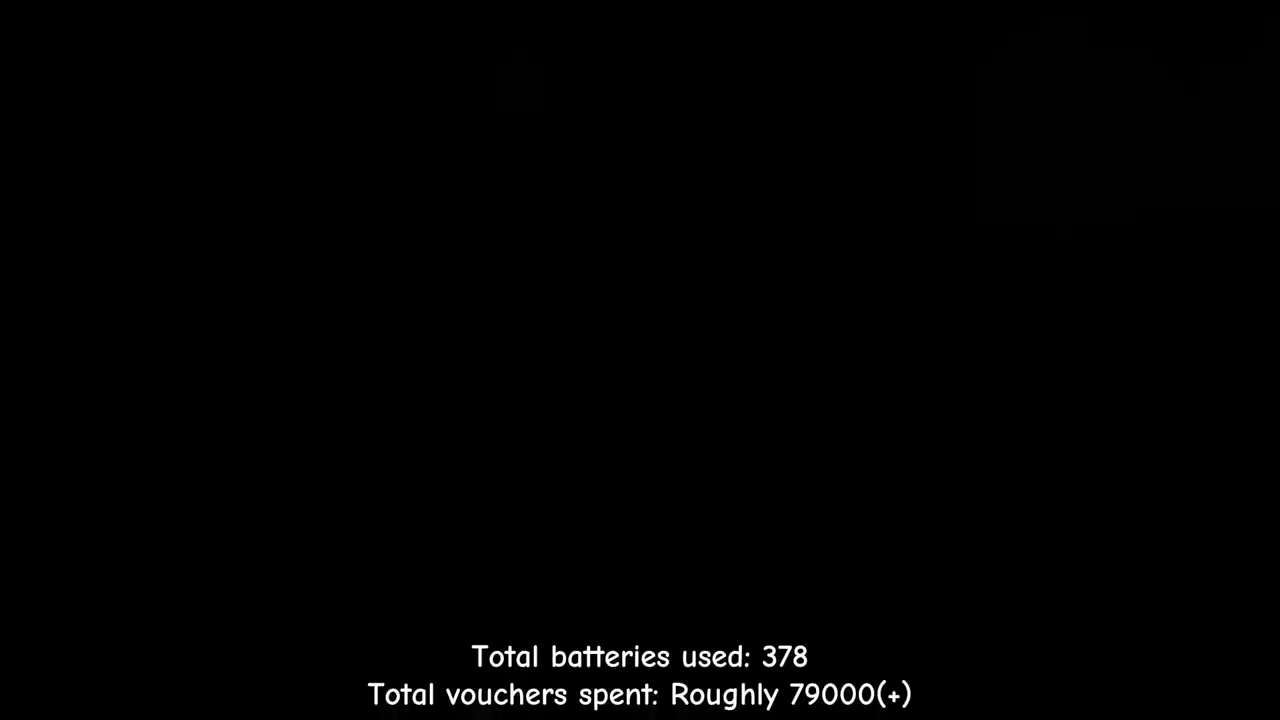 Total batteries used: 378
Total vouchers spent: Roughly 79000(+)